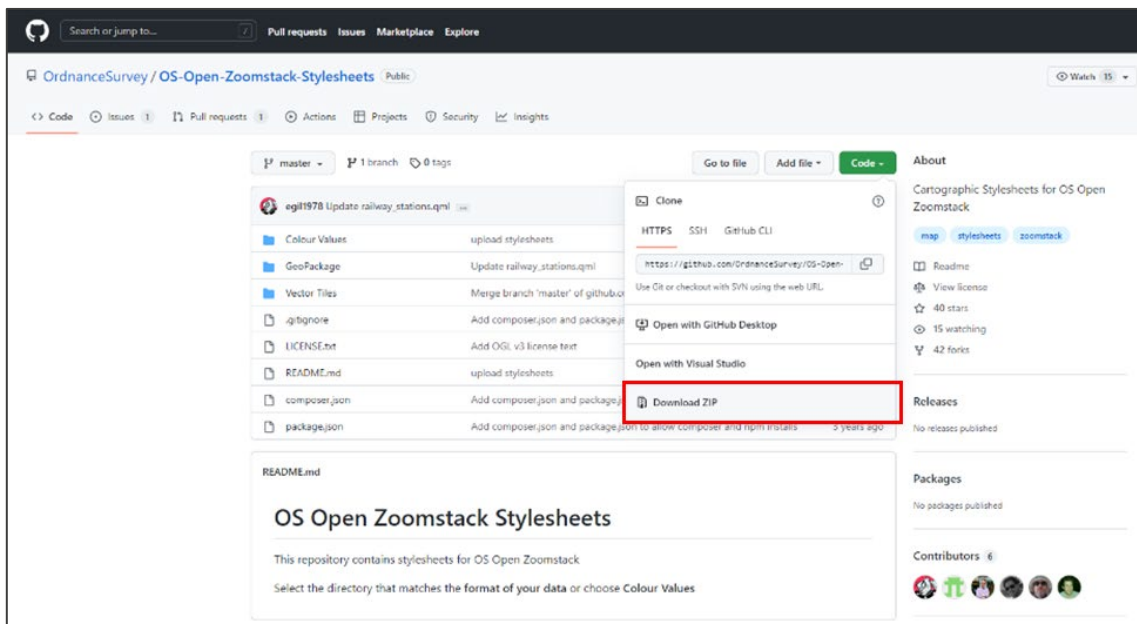 Search or jump to... / Pull requests Issues Marketplace Explore
OrdnanceSurvey / OS-Open-Zoomstack-Stylesheets Public Watch 15
<> Code Issues 1 Pull requests 1 Actions Projects Security Insights
master 1 branch 0 tags Go to file Add file Code
egil1978 Update railway_stations.qml ...
Colour Values upload stylesheets
GeoPackage Update railway_stations.qml
Vector Tiles Merge branch 'master' of github.co
.gitignore Add composer.json and package.js
LICENSE.txt Add OGL v3 license text
README.md upload stylesheets
composer.json Add composer.json and package.js
package.json Add composer.json and package.json to allow composer and npm installs 3 years ago
Clone
HTTPS SSH GitHub CLI
https://github.com/OrdnanceSurvey/OS-Open-
Use Git or checkout with SVN using the web URL.
Open with GitHub Desktop
Open with Visual Studio
Download ZIP
README.md
OS Open Zoomstack Stylesheets
This repository contains stylesheets for OS Open Zoomstack
Select the directory that matches the format of your data or choose Colour Values
About
Cartographic Stylesheets for OS Open
Zoomstack
map stylesheets zoomstack
Readme
View license
40 stars
15 watching
42 forks
Releases
No releases published
Packages
No packages published
Contributors 6